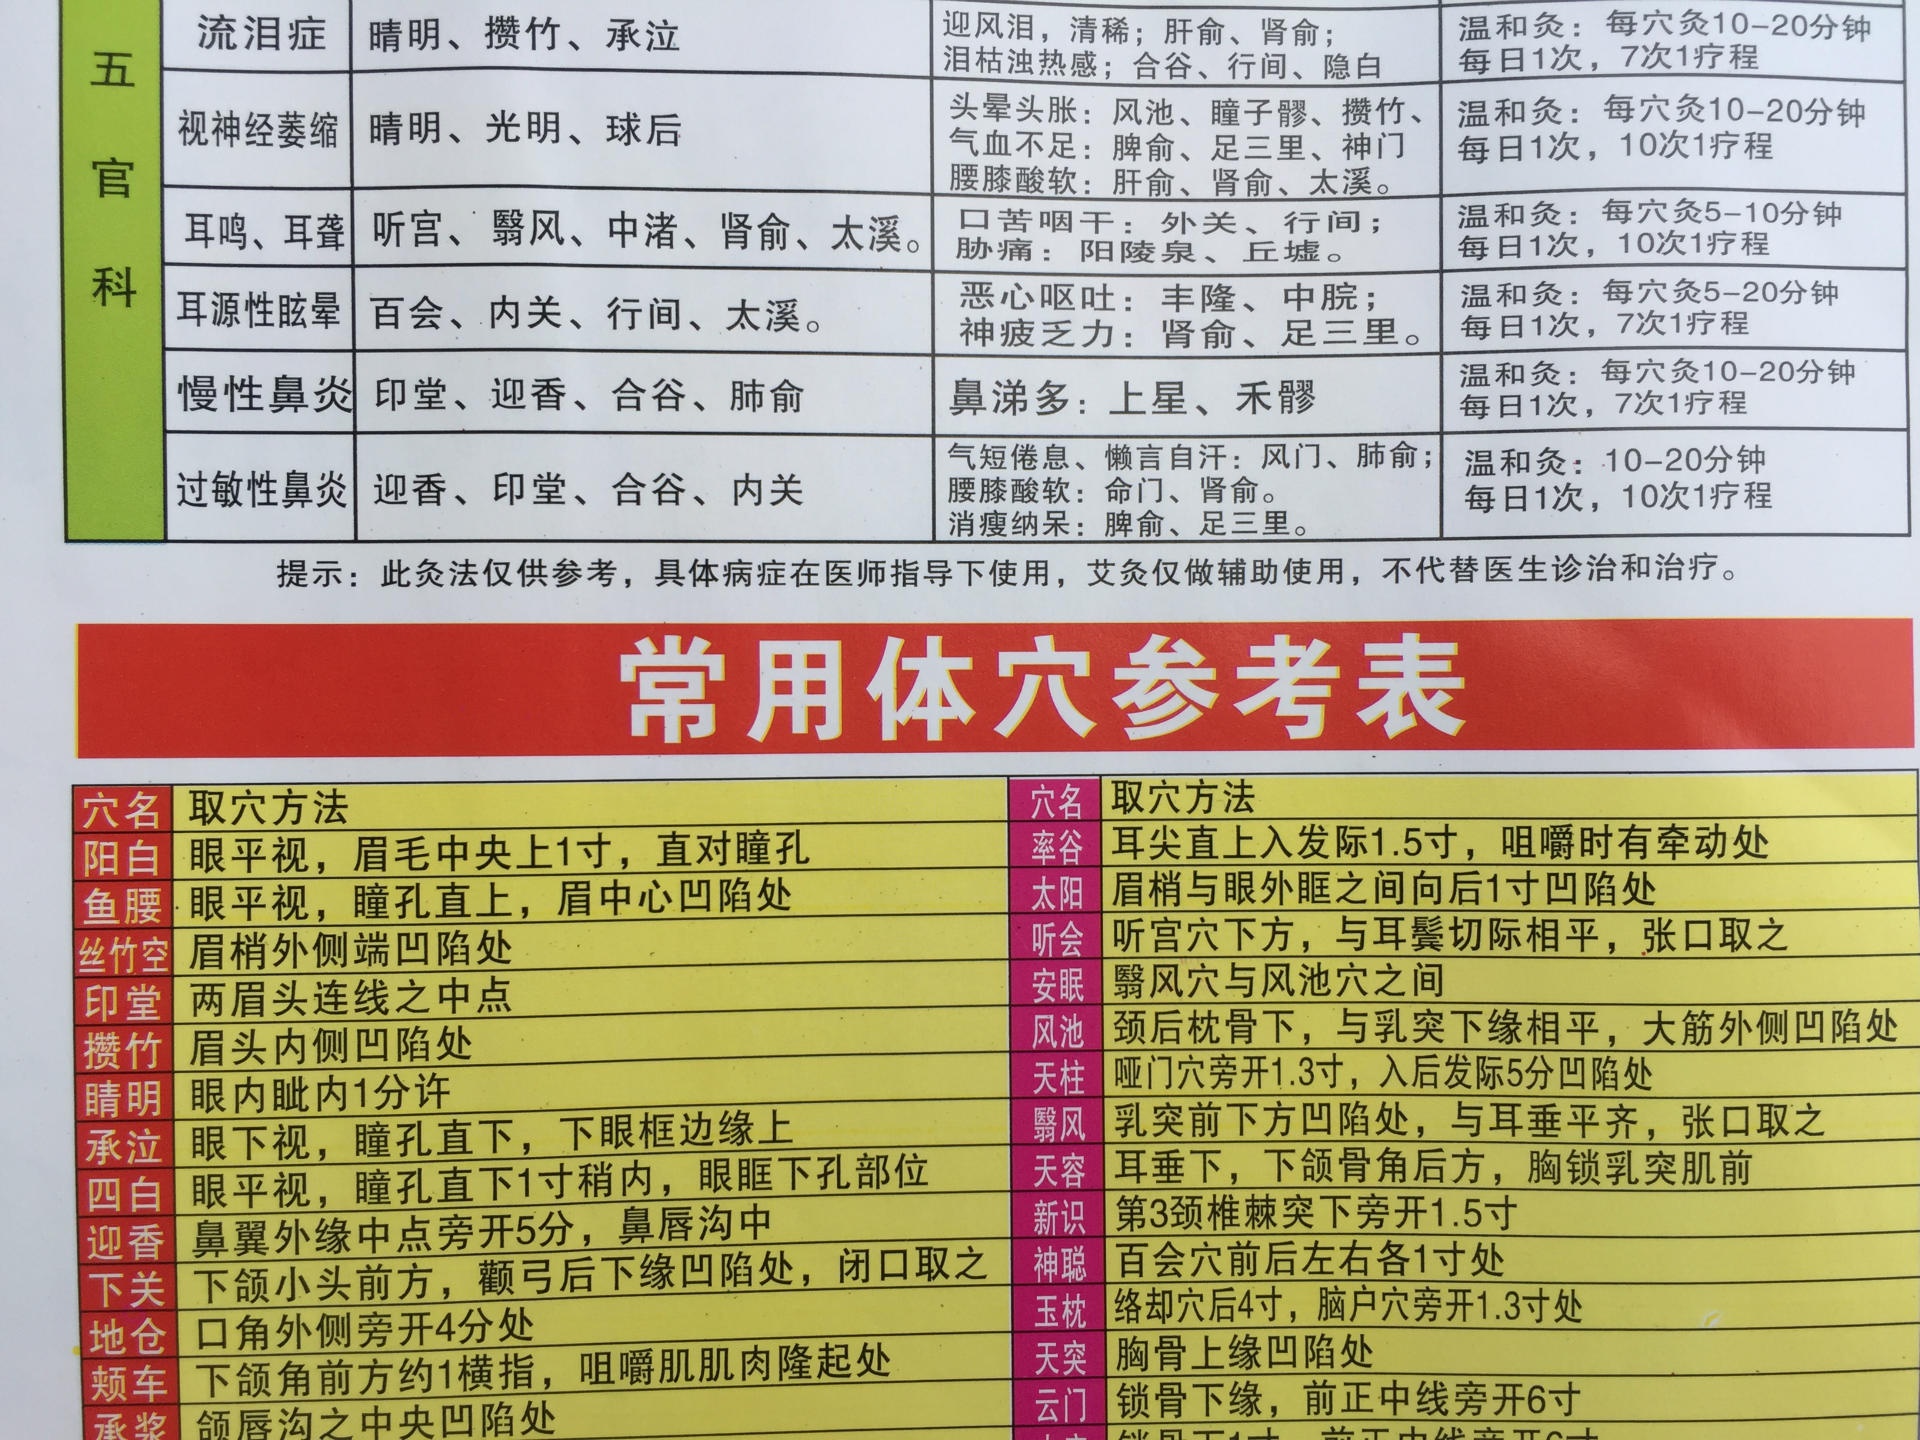 五官科
流泪症
晴明、攒竹、承泣
迎风泪，清稀；肝俞、肾俞；
泪枯浊热感；合谷、行间、隐白
温和灸：每穴灸10-20分钟
每日1次，7次1疗程
视神经萎缩
晴明、光明、球后
头晕头胀：风池、瞳子髎、攒竹、
气血不足：脾俞、足三里、神门
腰膝酸软：肝俞、肾俞、太溪。
温和灸：每穴灸10-20分钟
每日1次，10次1疗程
耳鸣、耳聋
听宫、翳风、中渚、肾俞、太溪。
口苦咽干：外关、行间；
胁痛：阳陵泉、丘墟。
温和灸：每穴灸5-10分钟
每日1次，10次1疗程
耳源性眩晕
百会、内关、行间、太溪。
恶心呕吐：丰隆、中脘；
神疲乏力：肾俞、足三里。
温和灸：每穴灸5-20分钟
每日1次，7次1疗程
慢性鼻炎
印堂、迎香、合谷、肺俞
鼻涕多：上星、禾髎
温和灸：每穴灸10-20分钟
每日1次，7次1疗程
过敏性鼻炎
迎香、印堂、合谷、内关
气短倦息、懒言自汗：风门、肺俞；
腰膝酸软：命门、肾俞。
消瘦纳呆：脾俞、足三里。
温和灸：10-20分钟
每日1次，10次1疗程
提示：此灸法仅供参考，具体病症在医师指导下使用，艾灸仅做辅助使用，不代替医生诊治和治疗。
常用体穴参考表
穴名 取穴方法
阳白 眼平视，眉毛中央上1寸，直对瞳孔
鱼腰 眼平视，瞳孔直上，眉中心凹陷处
丝竹空 眉梢外侧端凹陷处
印堂 两眉头连线之中点
攒竹 眉头内侧凹陷处
睛明 眼内眦内1分许
承泣 眼下视，瞳孔直下，下眼框边缘上
四白 眼平视，瞳孔直下1寸稍内，眼眶下孔部位
迎香 鼻翼外缘中点旁开5分，鼻唇沟中
下关 下颌小头前方，颧弓后下缘凹陷处，闭口取之
地仓 口角外侧旁开4分处
颊车 下颌角前方约1横指，咀嚼肌肌肉隆起处
承浆 颌唇沟之中央凹陷处
穴名 取穴方法
率谷 耳尖直上入发际1.5寸，咀嚼时有牵动处
太阳 眉梢与眼外眶之间向后1寸凹陷处
听会 听宫穴下方，与耳鬓切际相平，张口取之
安眠 翳风穴与风池穴之间
风池 颈后枕骨下，与乳突下缘相平，大筋外侧凹陷处
天柱 哑门穴旁开1.3寸，入后发际5分凹陷处
翳风 乳突前下方凹陷处，与耳垂平齐，张口取之
天容 耳垂下，下颌骨角后方，胸锁乳突肌前
新识 第3颈椎棘突下旁开1.5寸
神聪 百会穴前后左右各1寸处
玉枕 络却穴后4寸，脑户穴旁开1.3寸处
天突 胸骨上缘凹陷处
云门 锁骨下缘，前正中线旁开6寸
锁骨下1寸，前正中线旁开6寸